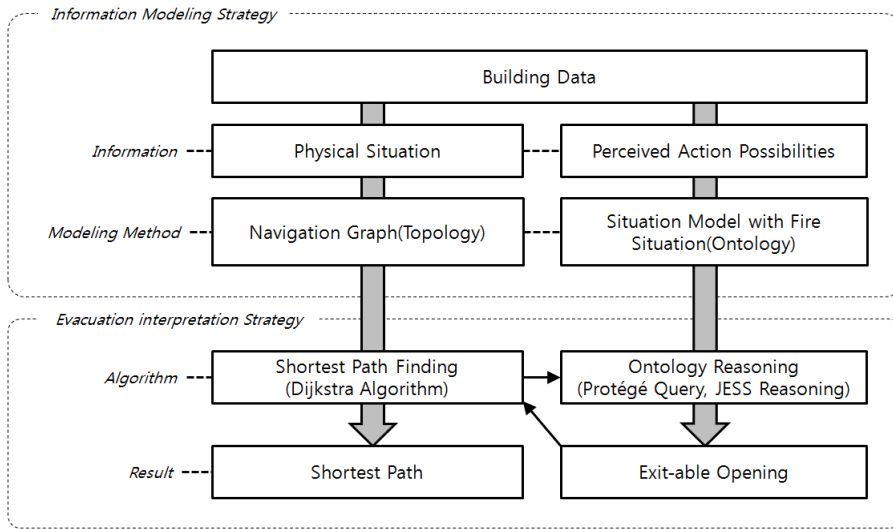 Information Modeling Strategy
Building Data
Information
Physical Situation
Perceived Action Possibilities
Modeling Method
Navigation Graph(Topology)
Situation Model with Fire
Situation(Ontology)
Evacuation interpretation Strategy
Algorithm
Shortest Path Finding
(Dijkstra Algorithm)
Ontology Reasoning
(Protégé Query, JESS Reasoning)
Result
Shortest Path
Exit-able Opening